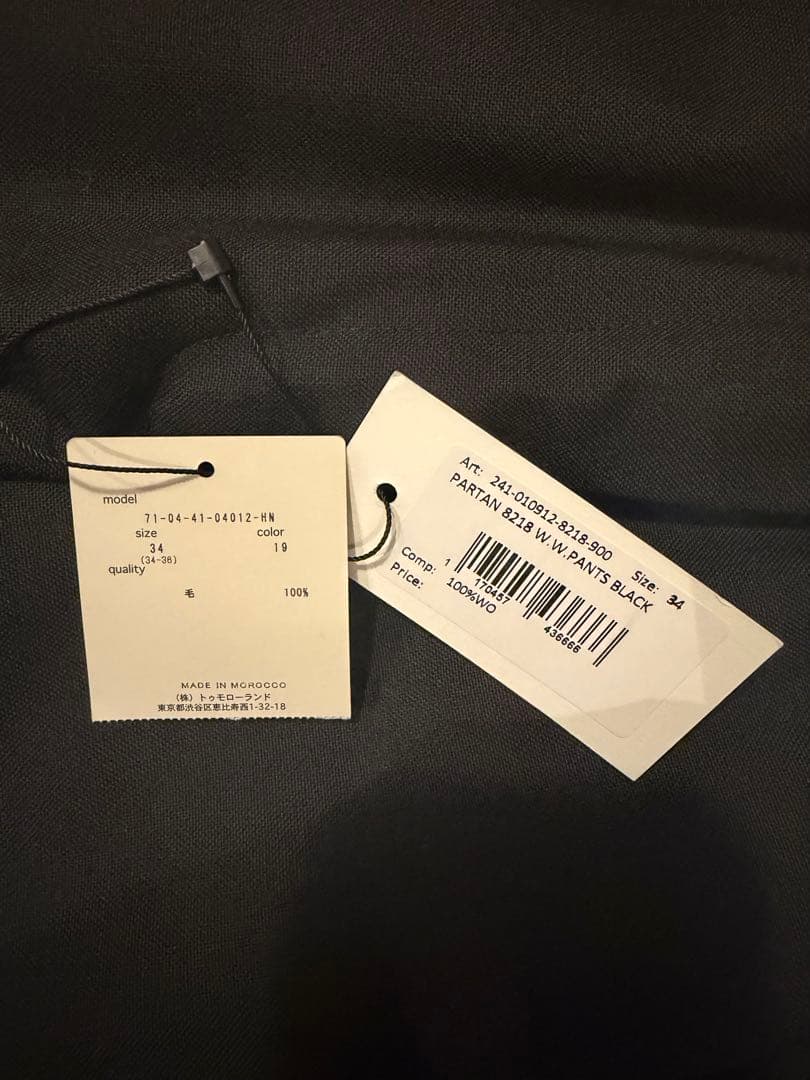 model
71-04-41-04012-HN
size color
34 19
(34-36)
quality
毛 100%
MADE IN MOROCCO
(株)トゥモローランド
東京都渋谷区恵比寿西1-32-18
Art: 241-010912-8218-900
PARTAN 8218 W.W.PANTS BLACK
Size: 34
1 170457 436666
Comp: 100%WO
Price: